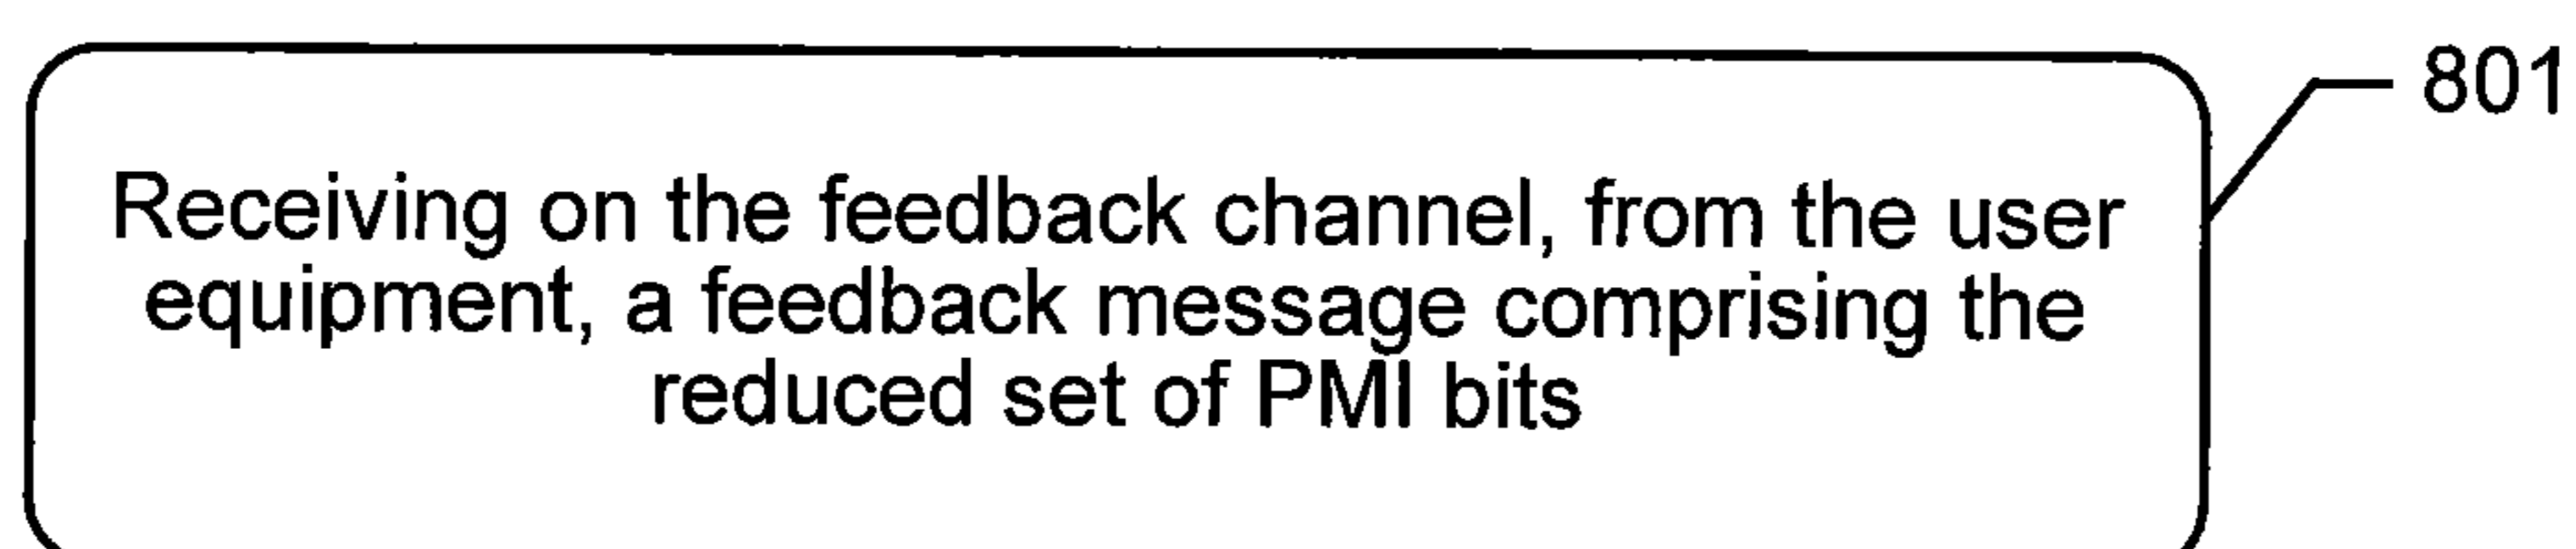 801
Receiving on the feedback channel, from the user
equipment, a feedback message comprising the
reduced set of PMI bits